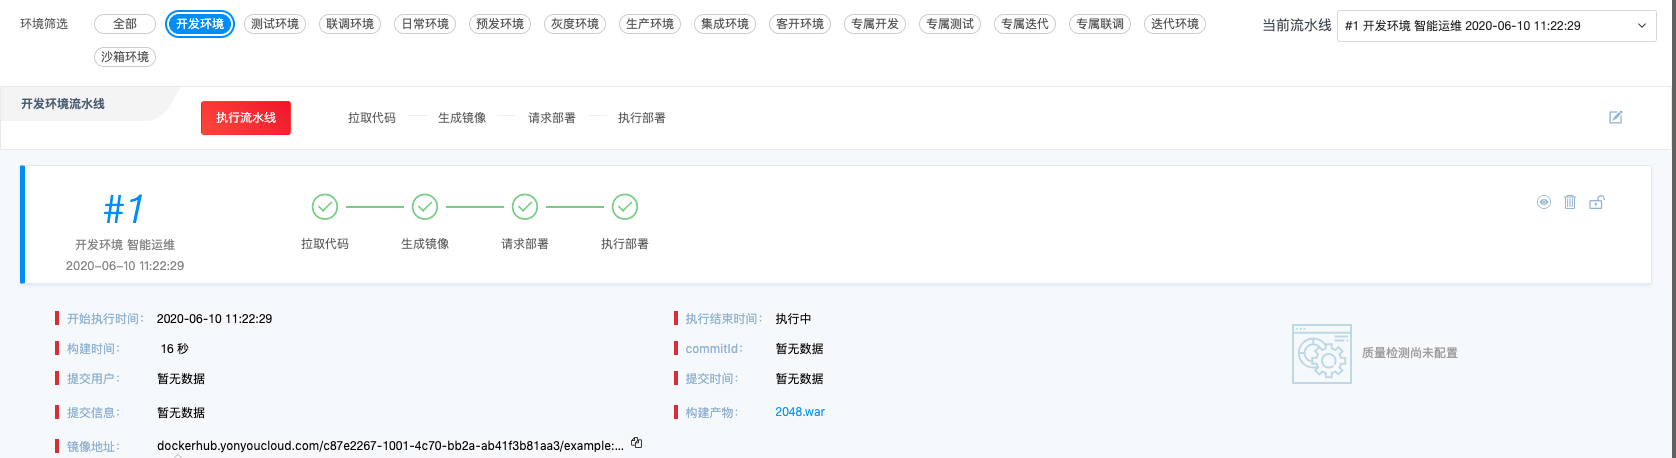 环境筛选 全部 开发环境 测试环境 联调环境 日常环境 预发环境 灰度环境 生产环境 集成环境 客开环境 专属开发 专属测试 专属迭代 专属联调 迭代环境 当前流水线 #1 开发环境 智能运维 2020-06-10 11:22:29
沙箱环境
开发环境流水线
执行流水线 拉取代码 生成镜像 请求部署 执行部署
#1
开发环境 智能运维
2020-06-10 11:22:29
拉取代码 生成镜像 请求部署 执行部署
开始执行时间: 2020-06-10 11:22:29 执行结束时间: 执行中
构建时间: 16 秒 commitId: 暂无数据
提交用户: 暂无数据 提交时间: 暂无数据
质量检测尚未配置
提交信息: 暂无数据 构建产物: 2048.war
镜像地址: dockerhub.yonyoucloud.com/c87e2267-1001-4c70-bb2a-ab41f3b81aa3/example:...